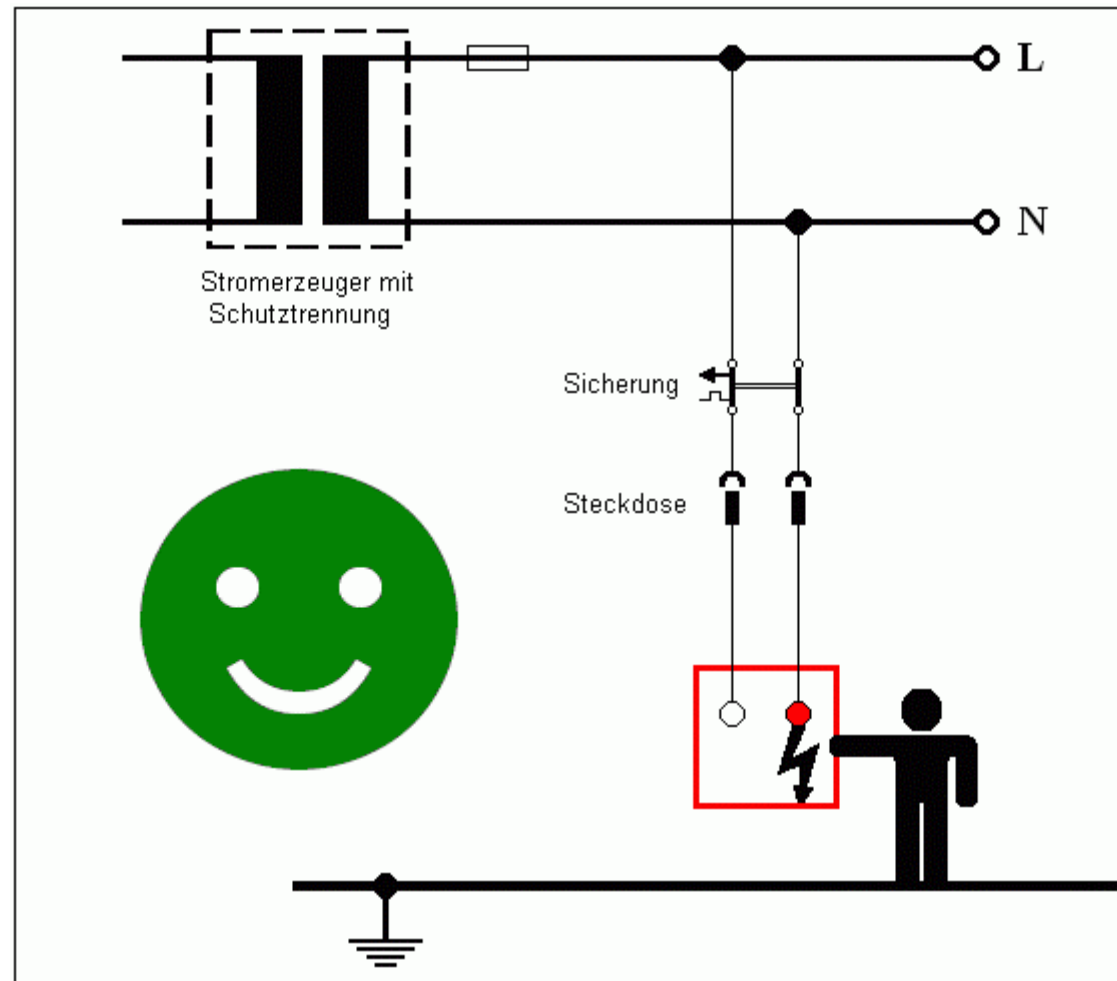 L
N
Stromerzeuger mit
Schutztrennung
Sicherung
Steckdose